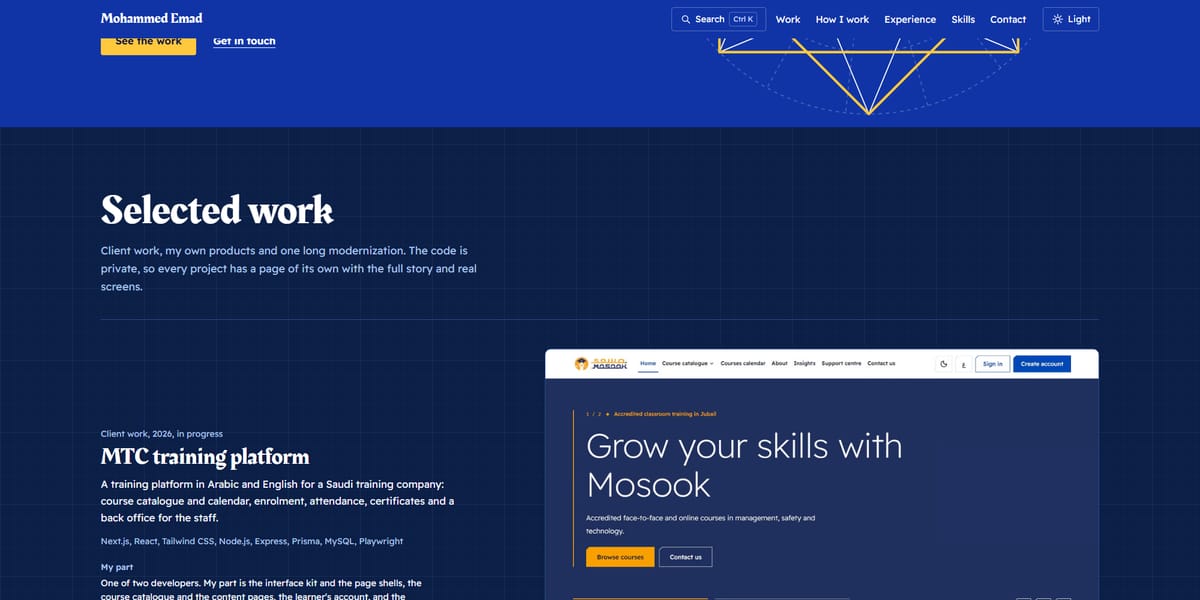 Mohammed Emad
Search Ctrl K Work How I work Experience Skills Contact Light
See the work Get in touch
Selected work
Client work, my own products and one long modernization. The code is
private, so every project has a page of its own with the full story and real
screens.
MOSOOK Home Course catalogue Courses calendar About Insights Support centre Contact us ع Sign in Create account
1 / 2 Accredited classroom training in Jubail
Grow your skills with
Mosook
Accredited face-to-face and online courses in management, safety and
technology.
Browse courses Contact us
Client work, 2026, in progress
MTC training platform
A training platform in Arabic and English for a Saudi training company:
course catalogue and calendar, enrolment, attendance, certificates and a
back office for the staff.
Next.js, React, Tailwind CSS, Node.js, Express, Prisma, MySQL, Playwright
My part
One of two developers. My part is the interface kit and the page shells, the
course catalogue and the content pages, the learner's account, and the